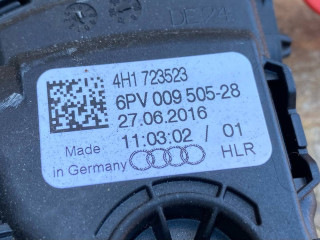 4H1 723523
6PV 009 505-28
27.06.2016
11:03:02 / 01
Made in Germany
HLR